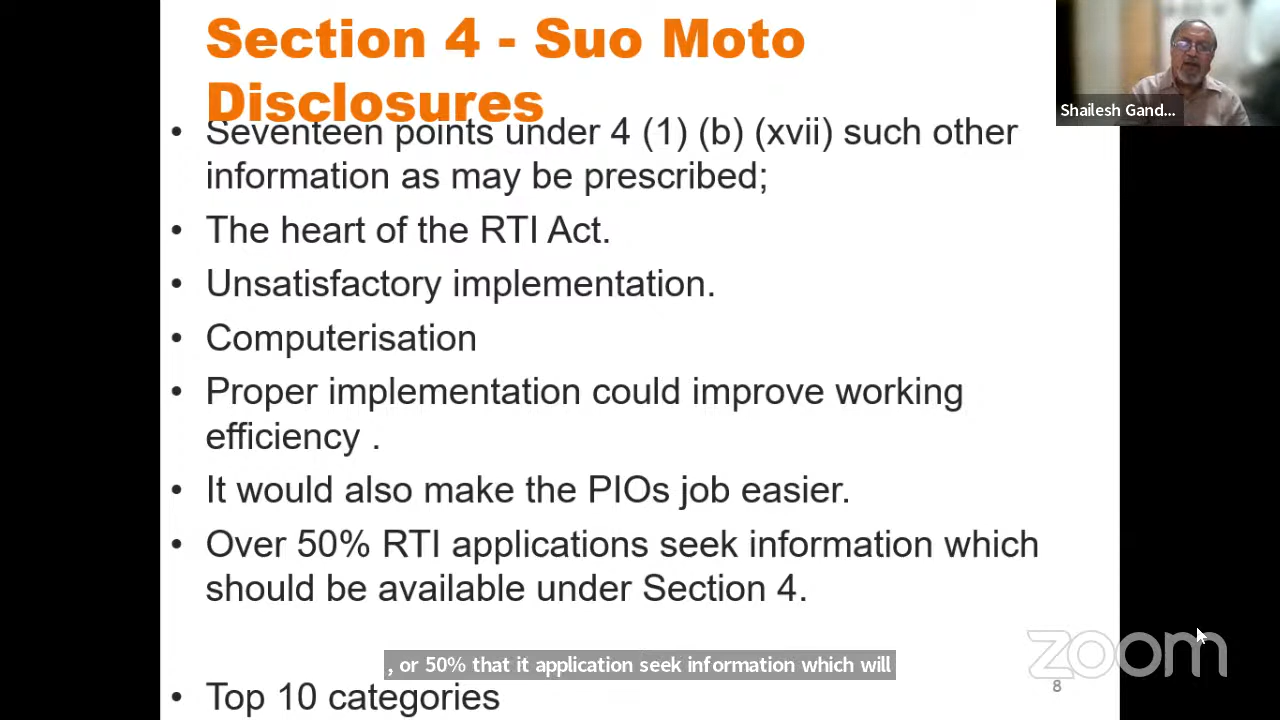 Section 4 - Suo Moto
Disclosures
• Seventeen points under 4 (1) (b) (xvii) such other
information as may be prescribed;
• The heart of the RTI Act.
• Unsatisfactory implementation.
• Computerisation
• Proper implementation could improve working
efficiency .
• It would also make the PIOs job easier.
• Over 50% RTI applications seek information which
should be available under Section 4.
• Top 10 categories
Shailesh Gand...
, or 50% that it application seek information which will
zoom
8